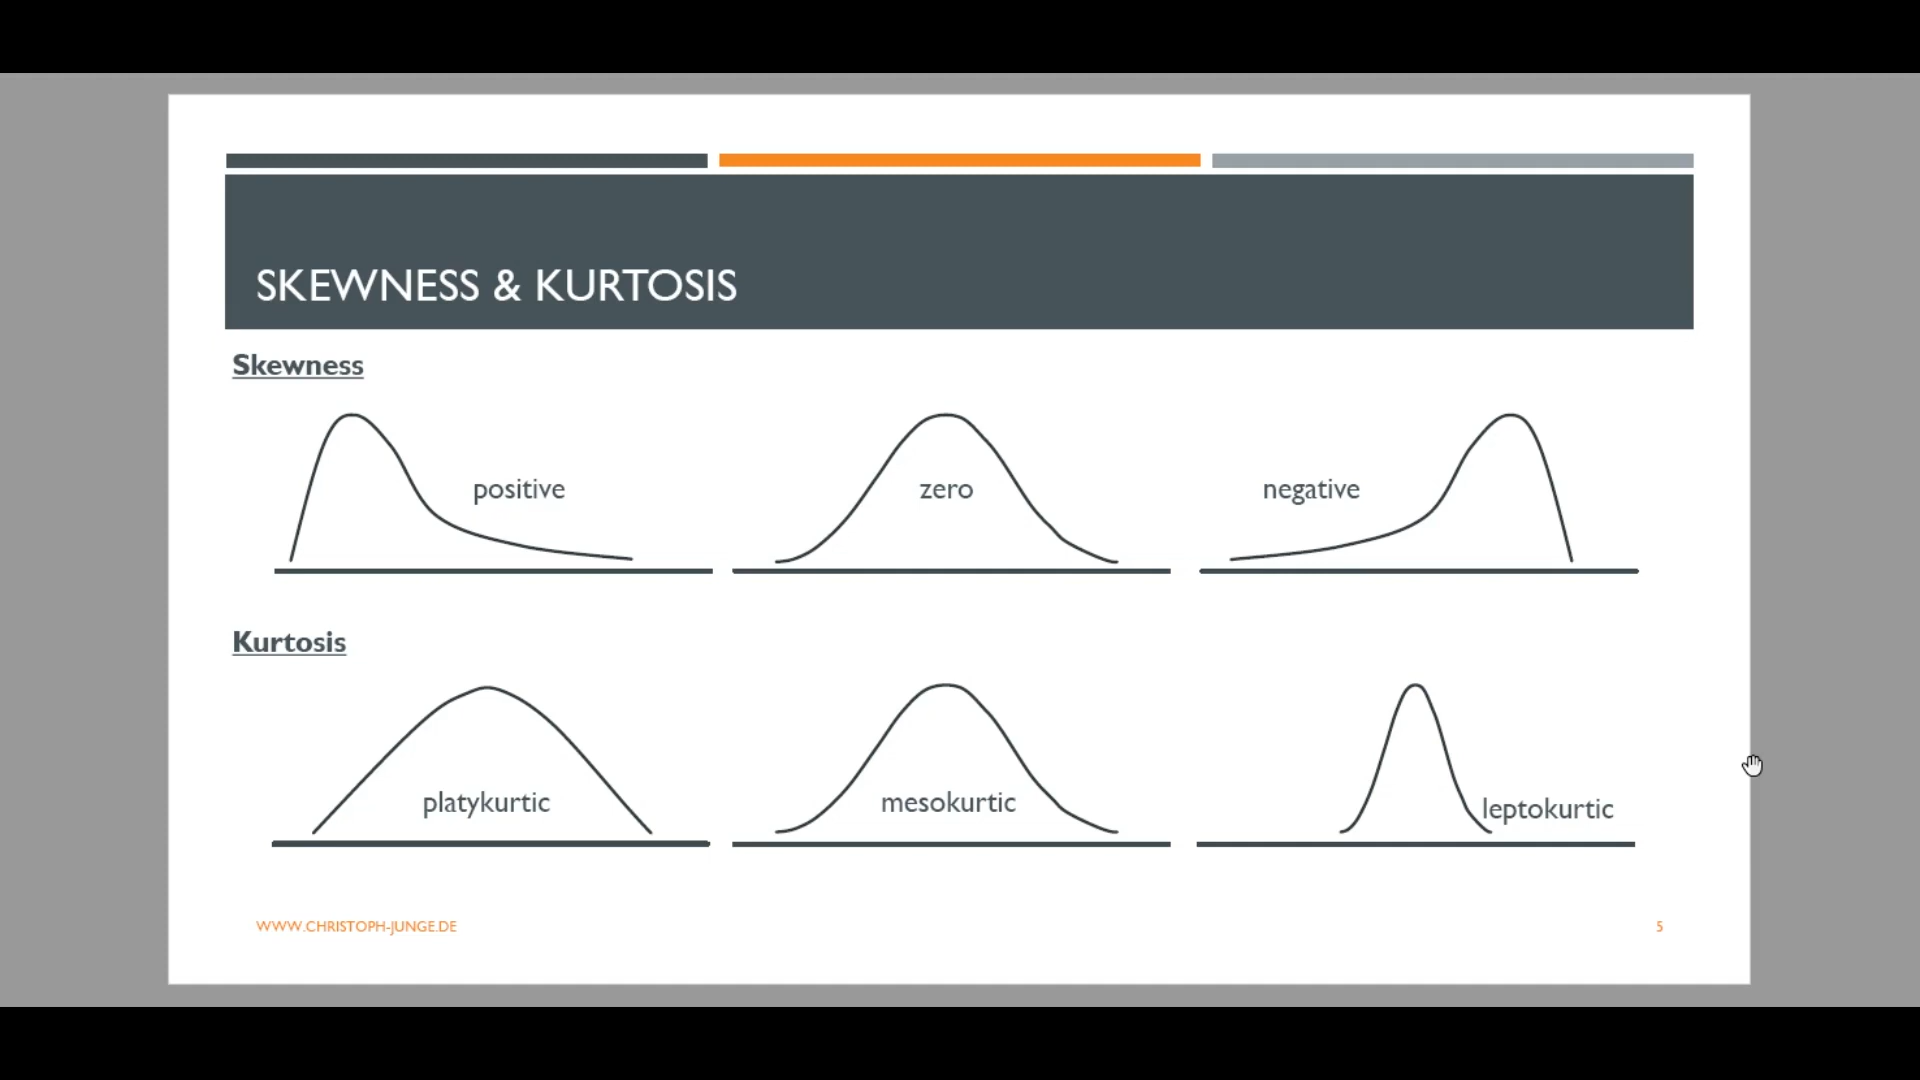 SKEWNESS & KURTOSIS
Skewness
positive
zero
negative
Kurtosis
platykurtic
mesokurtic
leptokurtic
WWW.CHRISTOPH-JUNGE.DE
5